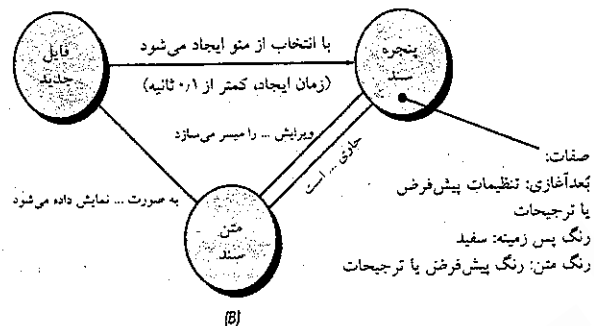 فایل
جدید
با انتخاب از منو ایجاد می‌شود
(زمان ایجاد، کمتر از ۰٫۱ ثانیه)
پنجره
سند
ویرایش ... را میسر می‌سازد
حاوی ... است
به صورت ... نمایش داده می‌شود
متن
سند
صفات:
بُعدآغازی: تنظیمات پیش‌فرض
یا ترجیحات
رنگ پس زمینه: سفید
رنگ متن: رنگ پیش‌فرض یا ترجیحات
(B)